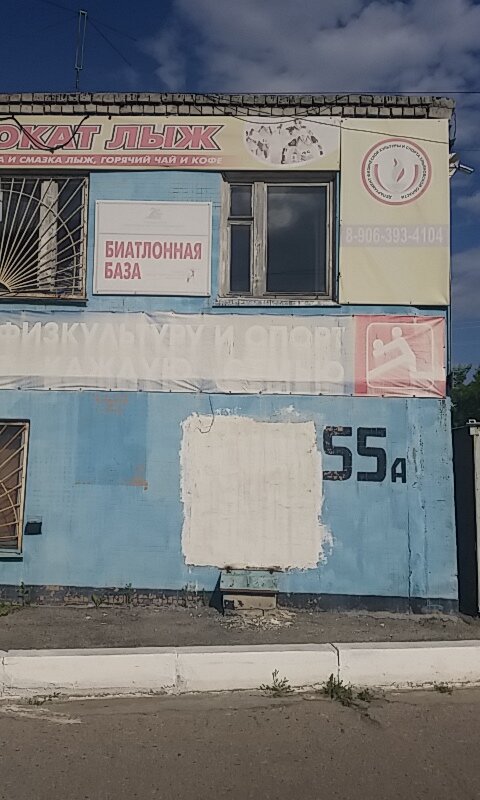 ОКАТ ЛЫЖ
А И СМАЗКА ЛЫЖ, ГОРЯЧИЙ ЧАЙ И КОФЕ
8-906-393-4104
БИАТЛОННАЯ
БАЗА
ФИЗКУЛЬТУРУ И СПОРТ
55А